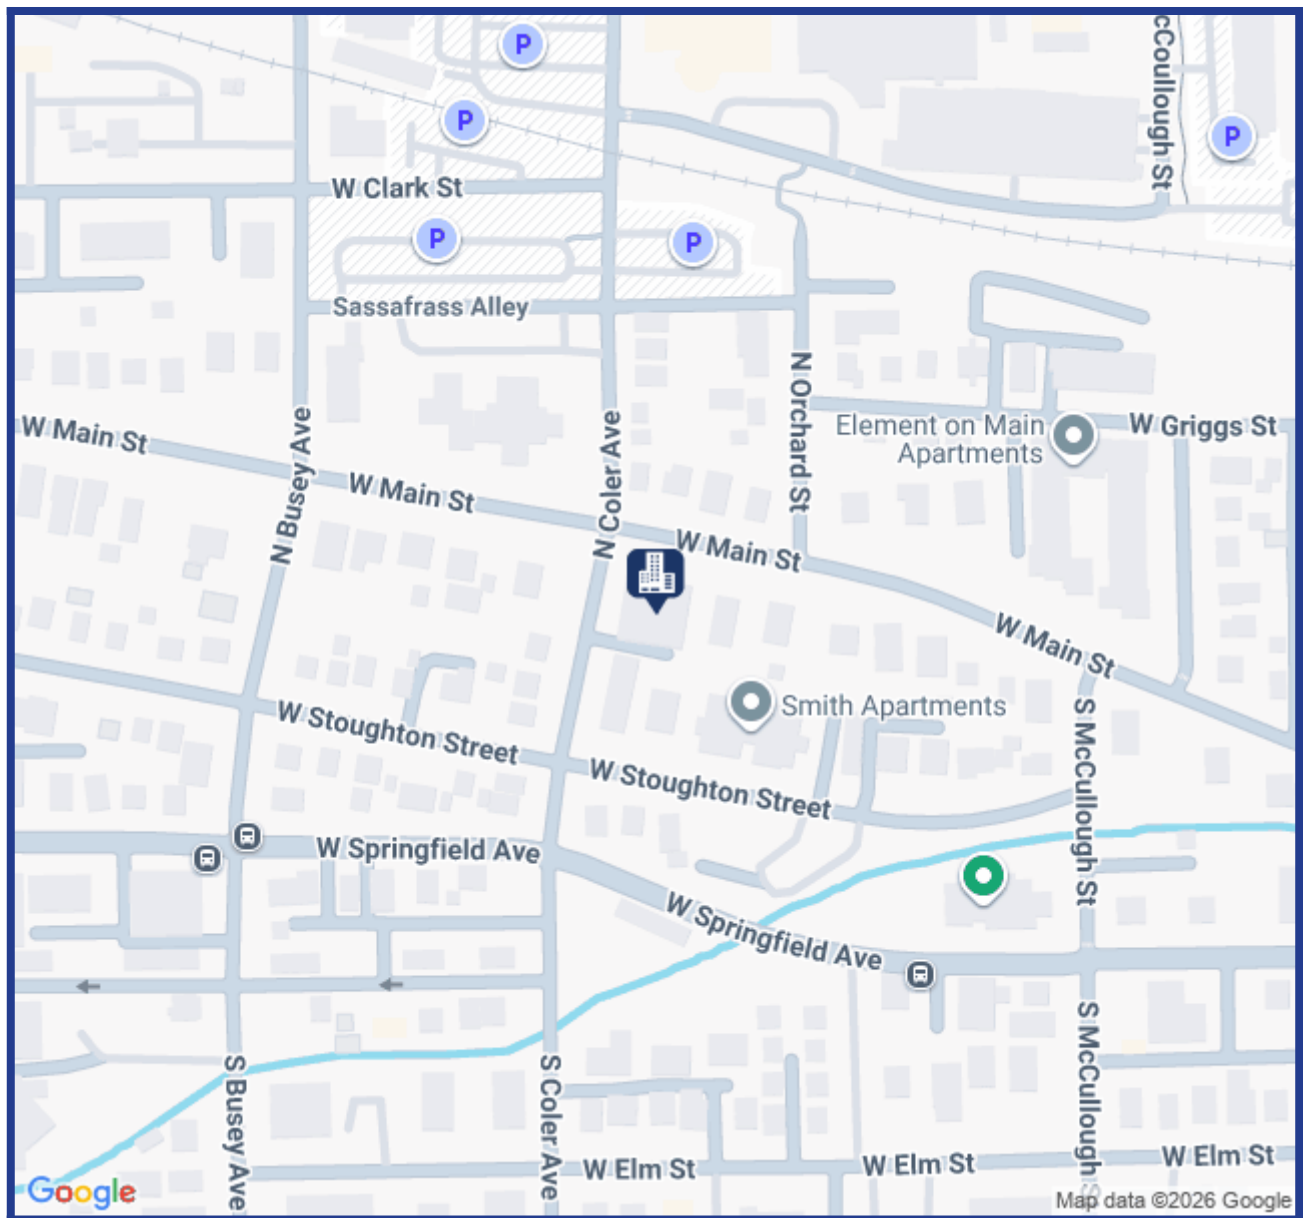 P
cCoullough St
P
P
W Clark St
P
P
Sassafrass Alley
N Orchard St
W Main St
N Busey Ave
N Coler Ave
Element on Main
Apartments
W Griggs St
W Main St
W Main St
W Main St
W Stoughton Street
Smith Apartments
S McCullough St
W Stoughton Street
W Springfield Ave
W Springfield Ave
S Busey Ave
S Coler Ave
S McCullough S
W Elm St
W Elm St
W Elm St
Google
Map data ©2026 Google